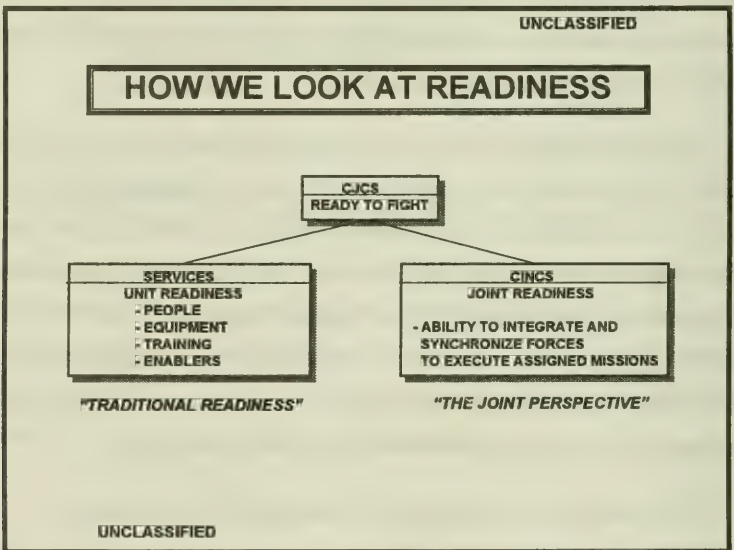 UNCLASSIFIED
HOW WE LOOK AT READINESS
CJCS
READY TO FIGHT
SERVICES
UNIT READINESS
- PEOPLE
- EQUIPMENT
- TRAINING
- ENABLERS
"TRADITIONAL READINESS"
CINCS
JOINT READINESS
- ABILITY TO INTEGRATE AND
SYNCHRONIZE FORCES
TO EXECUTE ASSIGNED MISSIONS
"THE JOINT PERSPECTIVE"
UNCLASSIFIED